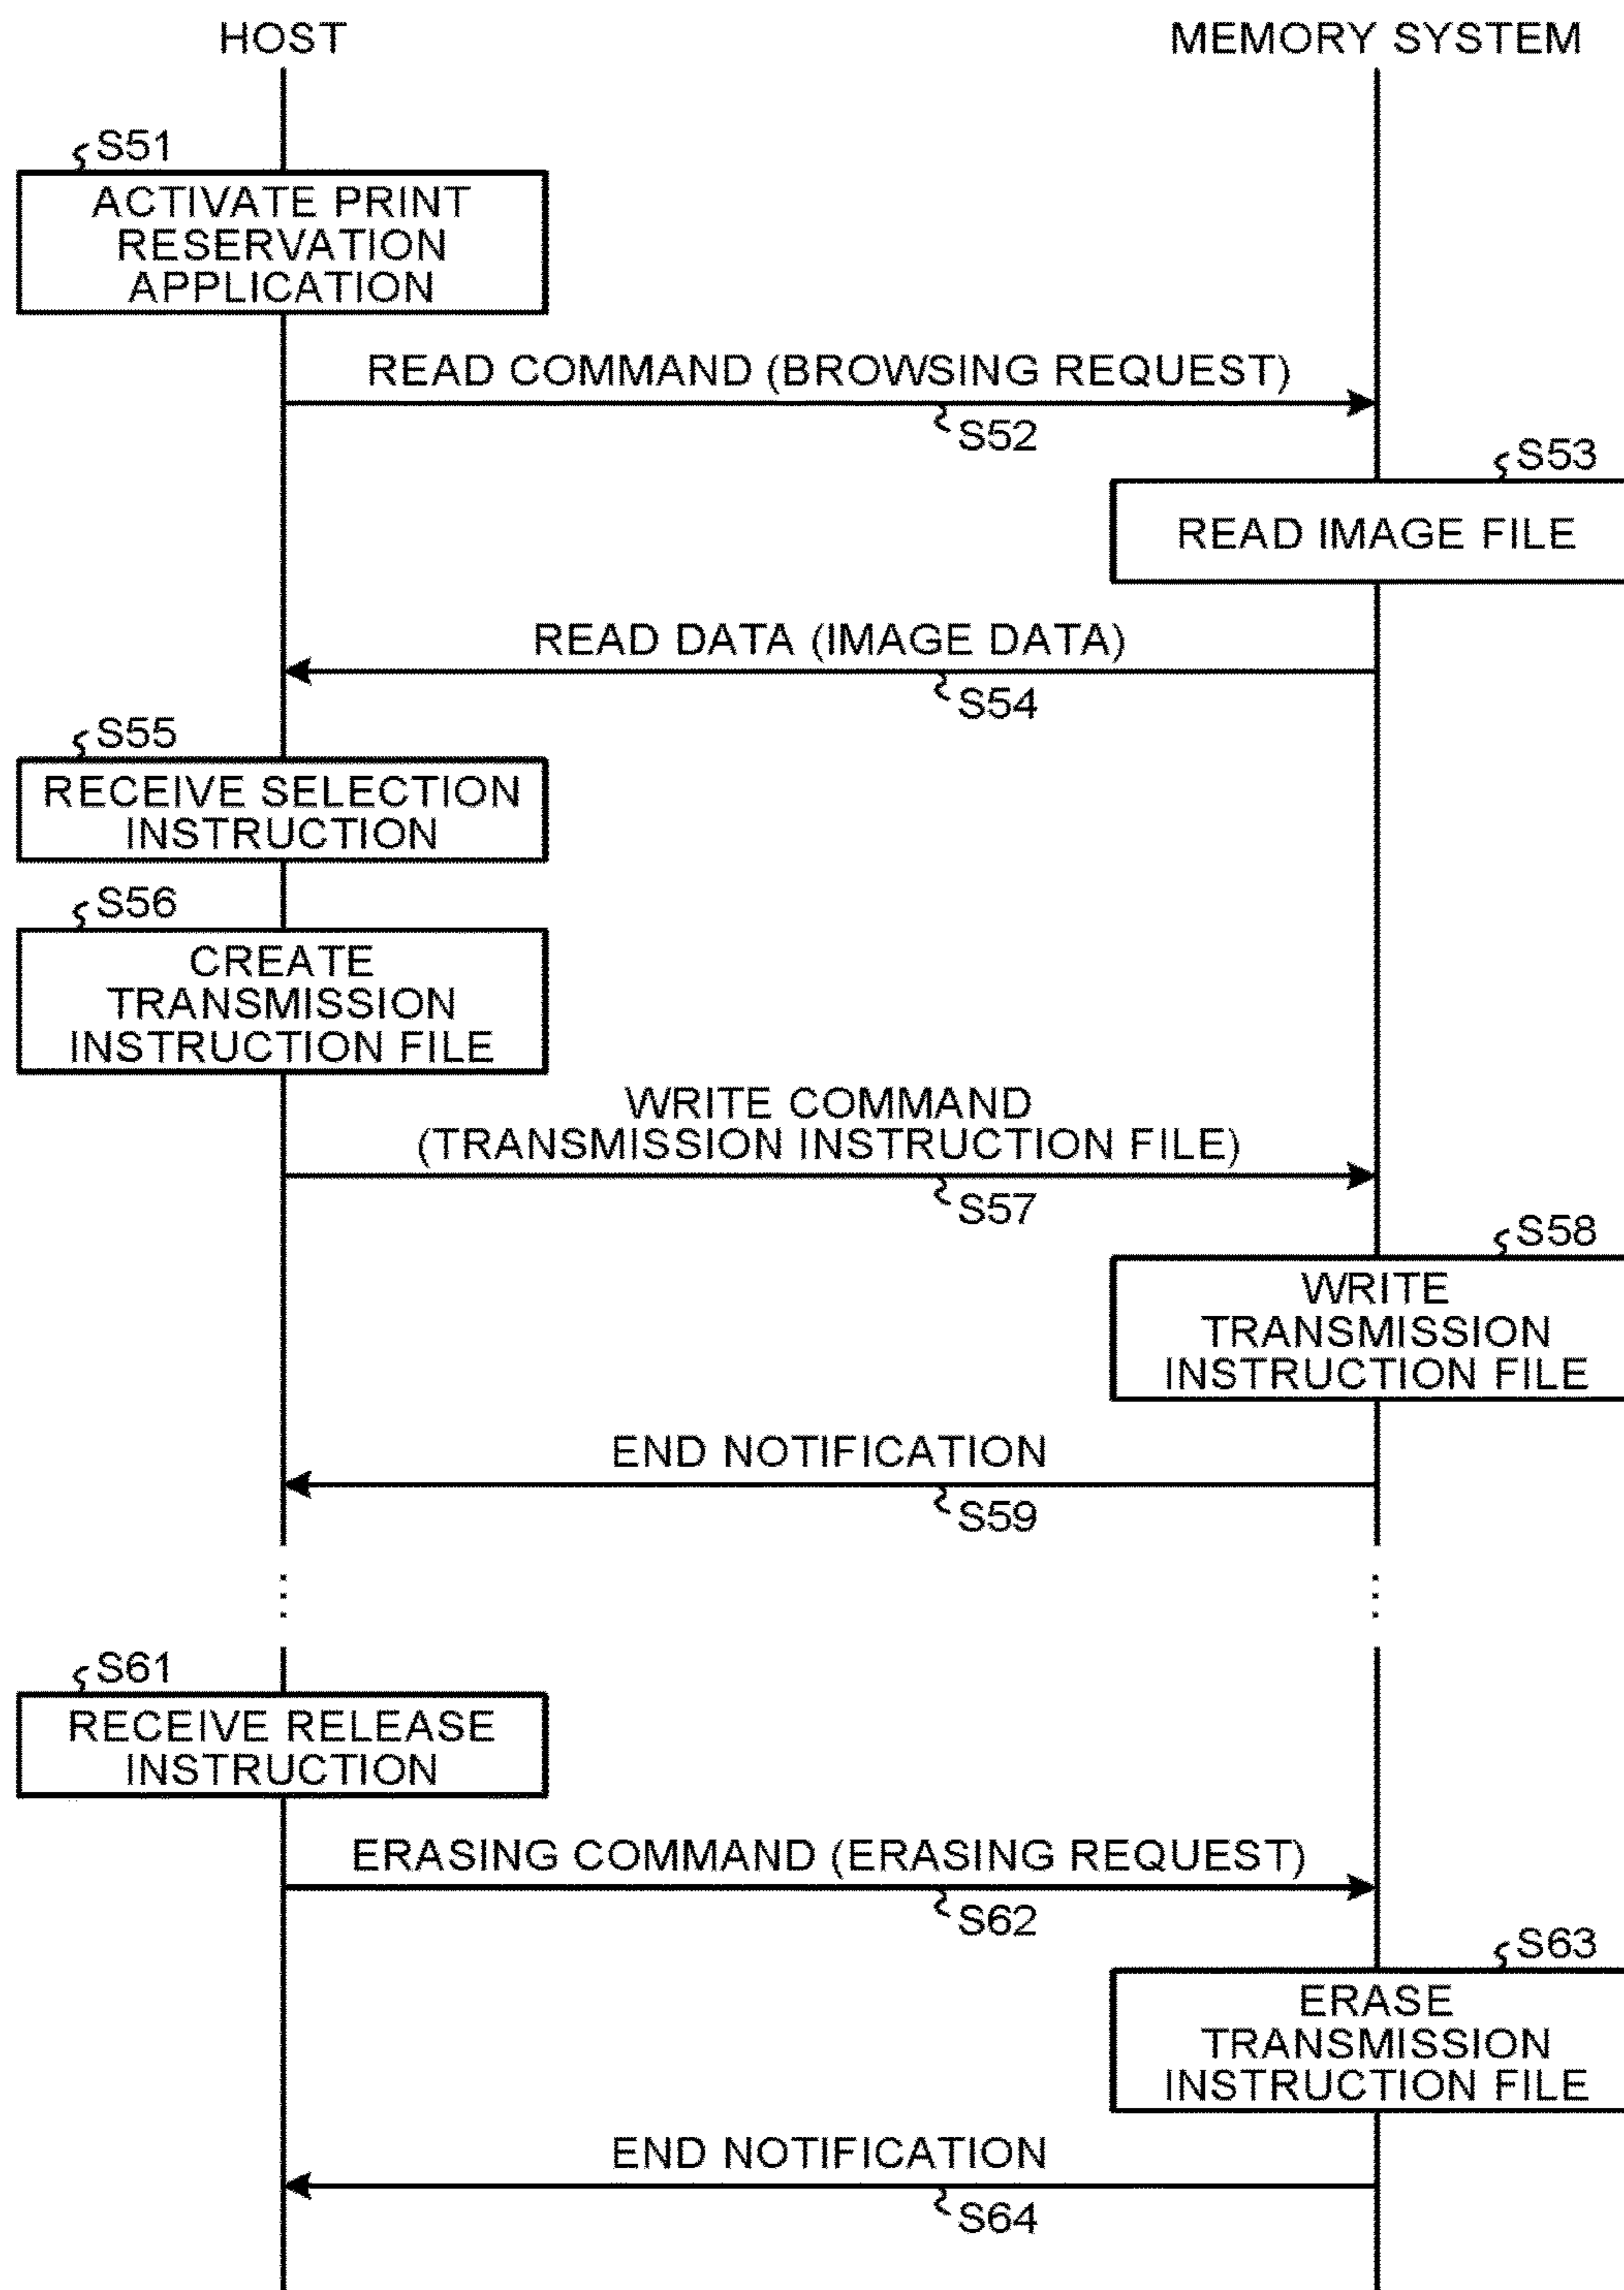 HOST
MEMORY SYSTEM
S51
ACTIVATE PRINT
RESERVATION
APPLICATION
READ COMMAND (BROWSING REQUEST)
S52
S53
READ IMAGE FILE
READ DATA (IMAGE DATA)
S54
S55
RECEIVE SELECTION
INSTRUCTION
S56
CREATE
TRANSMISSION
INSTRUCTION FILE
WRITE COMMAND
(TRANSMISSION INSTRUCTION FILE)
S57
S58
WRITE
TRANSMISSION
INSTRUCTION FILE
END NOTIFICATION
S59
S61
RECEIVE RELEASE
INSTRUCTION
ERASING COMMAND (ERASING REQUEST)
S62
S63
ERASE
TRANSMISSION
INSTRUCTION FILE
END NOTIFICATION
S64